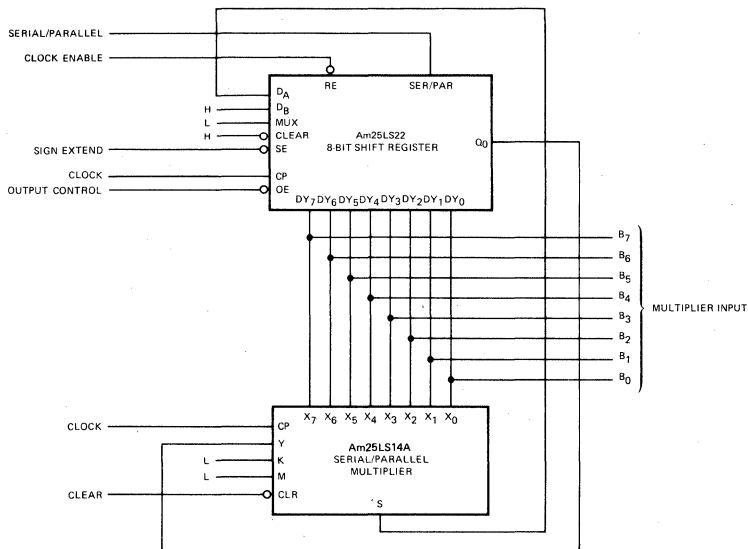 SERIAL/PARALLEL
CLOCK ENABLE
RE SER/PAR
DA
H DB
L MUX
H CLEAR
Am25LS22
8-BIT SHIFT REGISTER
Q0
SIGN EXTEND SE
CLOCK CP
OUTPUT CONTROL OE
DY7 DY6 DY5 DY4 DY3 DY2 DY1 DY0
B7
B6
B5
B4
MULTIPLIER INPUT
B3
B2
B1
B0
X7 X6 X5 X4 X3 X2 X1 X0
CLOCK CP
Y
Am25LS14A
SERIAL/PARALLEL
MULTIPLIER
L K
L M
CLEAR CLR
S